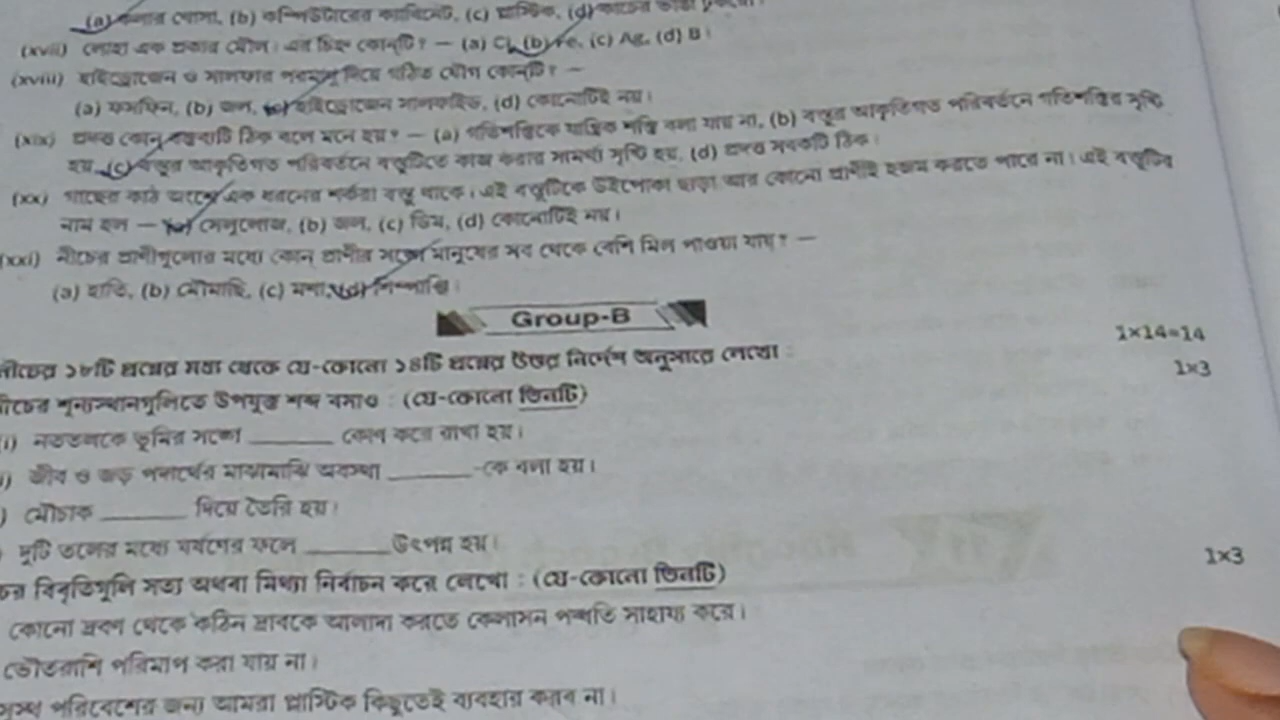 (a) কলার খোসা, (b) কম্পিউটারের ক্যাবিনেট, (c) প্লাস্টিক, (d) কাঠের
(xvii) লোহা এক প্রকার মৌল। এর চিহ্ন কোন্‌টি? — (a) C, (b) Fe, (c) Ag, (d) B।
(xviii) হাইড্রোজেন ও সালফার পরমাণু দিয়ে গঠিত যৌগ কোন্‌টি? —
(a) ফসফিন, (b) জল, (c) হাইড্রোজেন সালফাইড, (d) কোনোটিই নয়।
(xix) প্রদত্ত কোন্ বক্তব্যটি ঠিক বলে মনে হয়? — (a) গতিশক্তিকে যান্ত্রিক শক্তি বলা যায় না, (b) বস্তুর আকৃতিগত পরিবর্তনে গতিশক্তির সৃষ্টি
হয়, (c) বস্তুর আকৃতিগত পরিবর্তনে বস্তুটিতে কাজ করার সামর্থ্য সৃষ্টি হয়, (d) প্রদত্ত সবকটি ঠিক।
(xx) গাছের কাঠ অংশে এক ধরনের শর্করা বস্তু থাকে। এই বস্তুটিকে উইপোকা ছাড়া আর কোনো প্রাণীই হজম করতে পারে না। এই বস্তুটির
নাম হল — (a) সেলুলোজ, (b) জল, (c) ডিম, (d) কোনোটিই নয়।
(xxi) নীচের প্রাণীগুলোর মধ্যে কোন্ প্রাণীর সঙ্গে মানুষের সব থেকে বেশি মিল পাওয়া যায়? —
(a) হাতি, (b) মৌমাছি, (c) মশা, (d) শিম্পাঞ্জি।
Group-B
নীচের ১৮টি প্রশ্নের মধ্য থেকে যে-কোনো ১৪টি প্রশ্নের উত্তর নির্দেশ অনুসারে লেখো : 1×14=14
নীচের শূন্যস্থানগুলিতে উপযুক্ত শব্দ বসাও : (যে-কোনো তিনটি) 1×3
(i) নততলকে ভূমির সঙ্গে ________ কোণ করে রাখা হয়।
) জীব ও জড় পদার্থের মাঝামাঝি অবস্থা ________-কে বলা হয়।
) মৌচাক ________ দিয়ে তৈরি হয়।
দুটি তলের মধ্যে ঘর্ষণের ফলে ________ উৎপন্ন হয়।
চের বিবৃতিগুলি সত্য অথবা মিথ্যা নির্বাচন করে লেখো : (যে-কোনো তিনটি) 1×3
কোনো দ্রবণ থেকে কঠিন দ্রাবকে আলাদা করতে কেলাসন পদ্ধতি সাহায্য করে।
ভৌতরাশি পরিমাপ করা যায় না।
সুস্থ পরিবেশের জন্য আমরা প্লাস্টিক কিছুতেই ব্যবহার করব না।